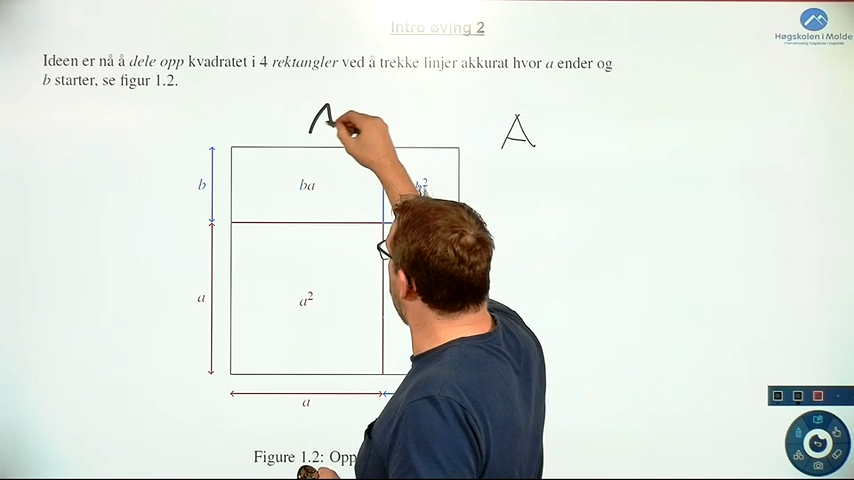 Intro øving 2
Høgskolen i Molde
Ideen er nå å dele opp kvadratet i 4 rektangler ved å trekke linjer akkurat hvor a ender og
b starter, se figur 1.2.
A
b
ba
a
a²
a
Figure 1.2: Opp